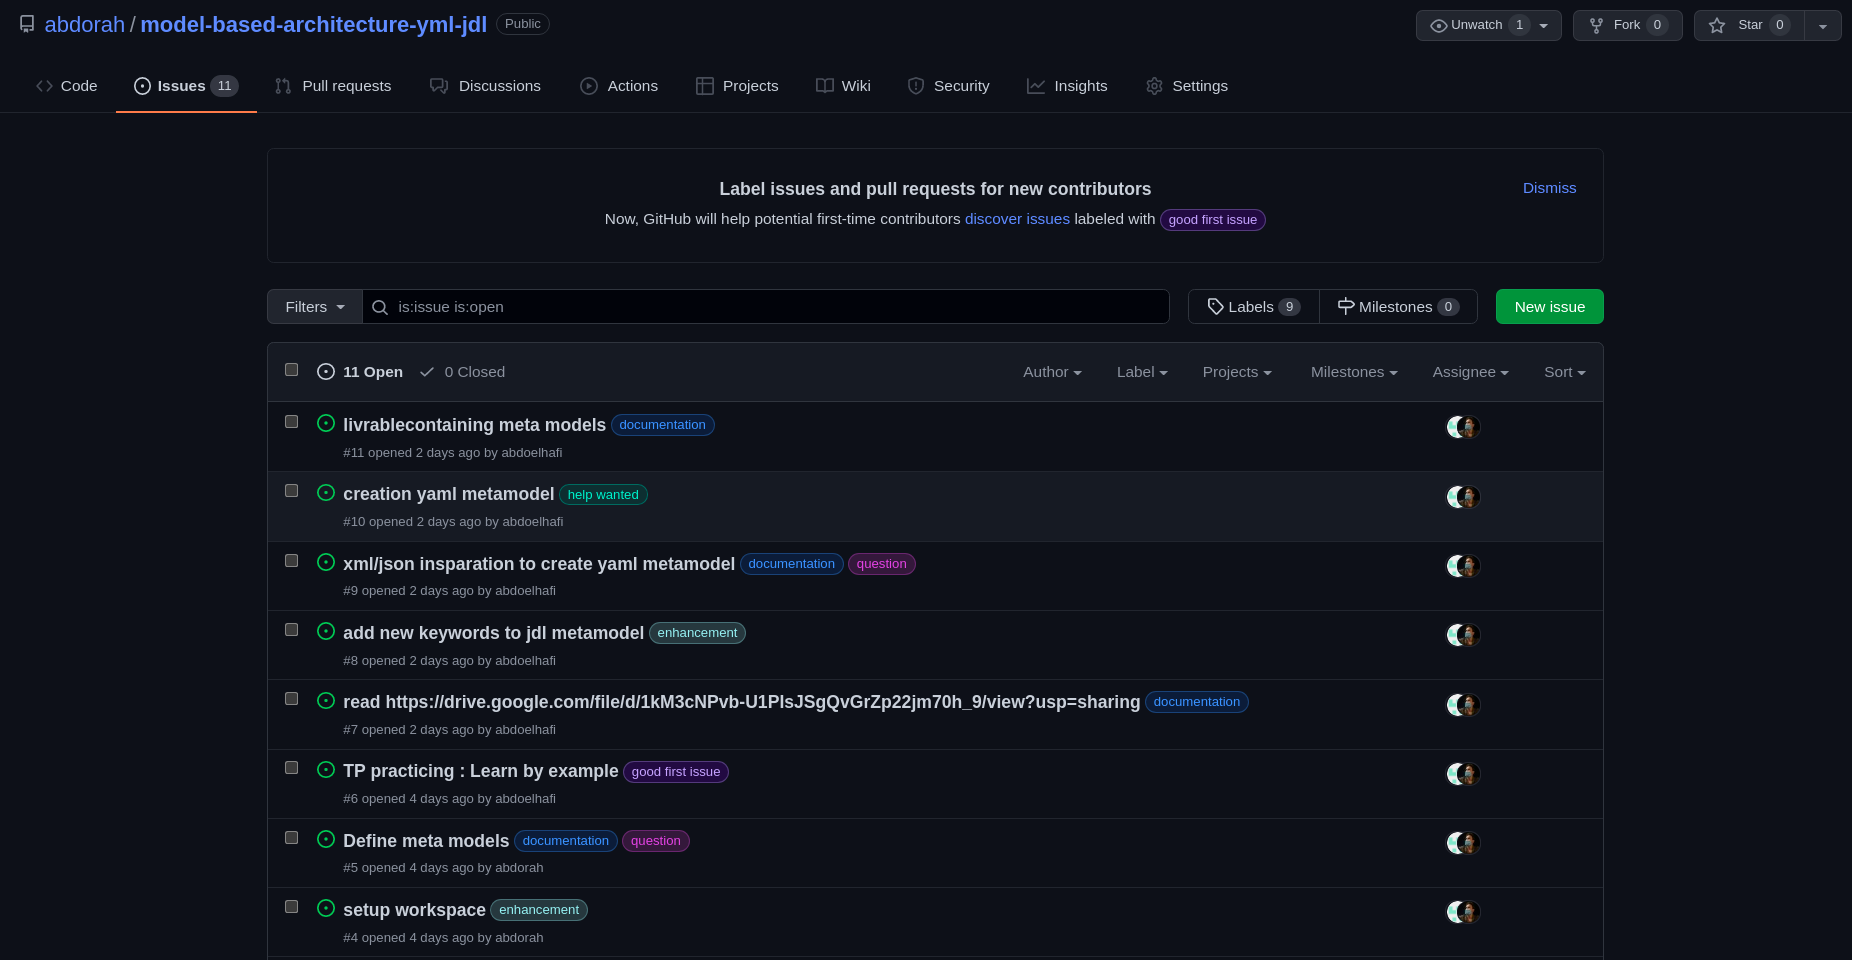 abdorah / model-based-architecture-yml-jdl Public Unwatch 1 Fork 0 Star 0
Code Issues 11 Pull requests Discussions Actions Projects Wiki Security Insights Settings
Label issues and pull requests for new contributors Dismiss
Now, GitHub will help potential first-time contributors discover issues labeled with good first issue
Filters is:issue is:open Labels 9 Milestones 0 New issue
11 Open 0 Closed Author Label Projects Milestones Assignee Sort
livrablecontaining meta models documentation
#11 opened 2 days ago by abdoelhafi
creation yaml metamodel help wanted
#10 opened 2 days ago by abdoelhafi
xml/json insparation to create yaml metamodel documentation question
#9 opened 2 days ago by abdoelhafi
add new keywords to jdl metamodel enhancement
#8 opened 2 days ago by abdoelhafi
read https://drive.google.com/file/d/1kM3cNPvb-U1PIsJSgQvGrZp22jm70h_9/view?usp=sharing documentation
#7 opened 2 days ago by abdoelhafi
TP practicing : Learn by example good first issue
#6 opened 4 days ago by abdoelhafi
Define meta models documentation question
#5 opened 4 days ago by abdorah
setup workspace enhancement
#4 opened 4 days ago by abdorah